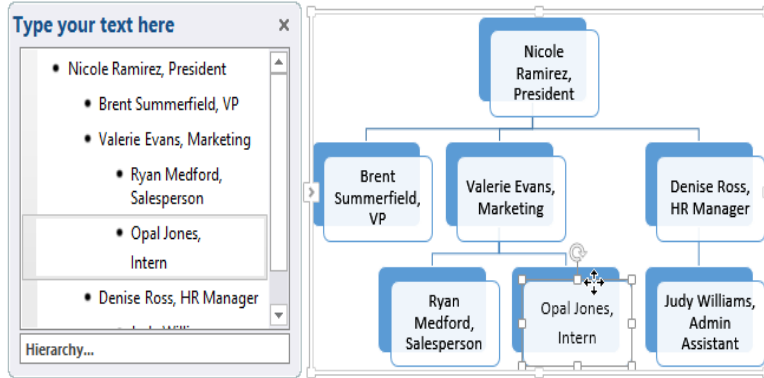 Type your text here
Nicole Ramirez, President
Brent Summerfield, VP
Valerie Evans, Marketing
Ryan Medford,
Salesperson
Opal Jones,
Intern
Denise Ross, HR Manager
Hierarchy...
Nicole
Ramirez,
President
Brent
Summerfield,
VP
Valerie Evans,
Marketing
Denise Ross,
HR Manager
Ryan
Medford,
Salesperson
Opal Jones,
Intern
Judy Williams,
Admin
Assistant